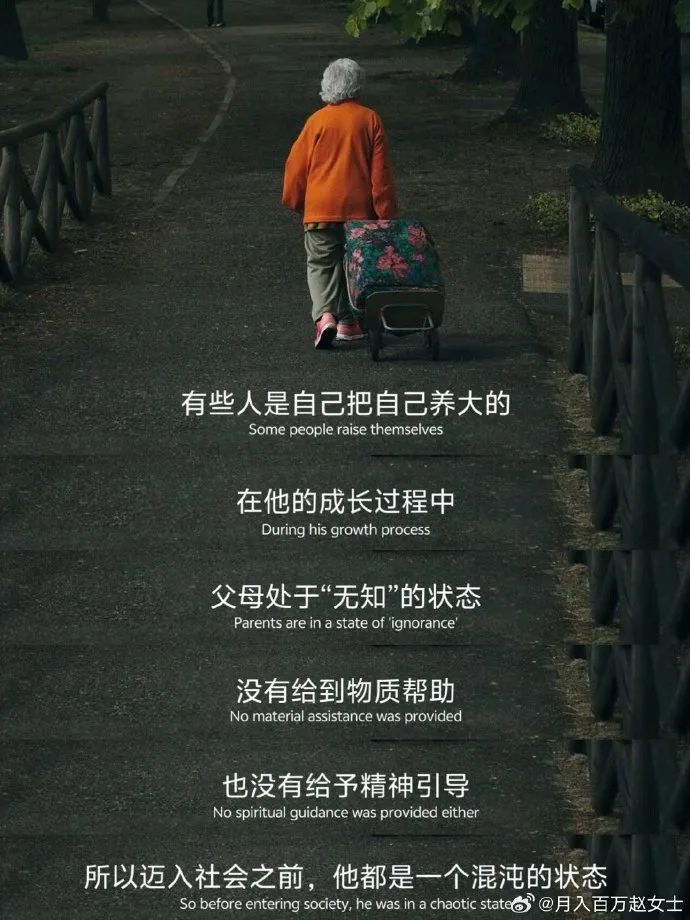 有些人是自己把自己养大的
Some people raise themselves
在他的成长过程中
During his growth process
父母处于“无知”的状态
Parents are in a state of 'ignorance'
没有给到物质帮助
No material assistance was provided
也没有给予精神引导
No spiritual guidance was provided either
所以迈入社会之前，他都是一个混沌的状态
So before entering society, he was in a chaotic state
@月入百万赵女士